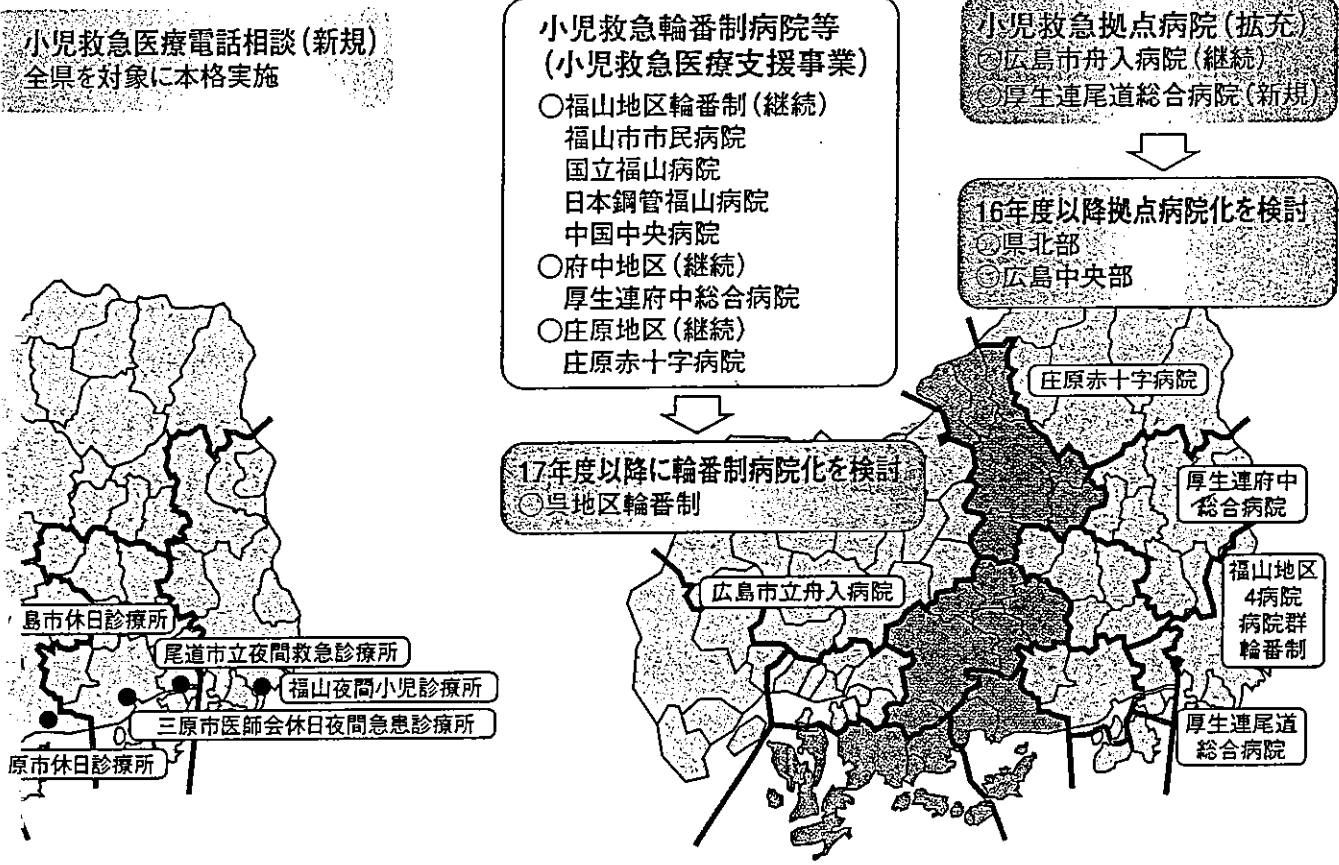 小児救急医療電話相談(新規)
全県を対象に本格実施
小児救急輪番制病院等
(小児救急医療支援事業)
○福山地区輪番制(継続)
福山市市民病院
国立福山病院
日本鋼管福山病院
中国中央病院
○府中地区(継続)
厚生連府中総合病院
○庄原地区(継続)
庄原赤十字病院
17年度以降に輪番制病院化を検討
○呉地区輪番制
小児救急拠点病院(拡充)
○広島市舟入病院(継続)
○厚生連尾道総合病院(新規)
16年度以降拠点病院化を検討
○県北部
○広島中央部
島市休日診療所
尾道市立夜間救急診療所
福山夜間小児診療所
三原市医師会休日夜間急患診療所
原市休日診療所
庄原赤十字病院
厚生連府中
総合病院
広島市立舟入病院
福山地区
4病院
病院群
輪番制
厚生連尾道
総合病院